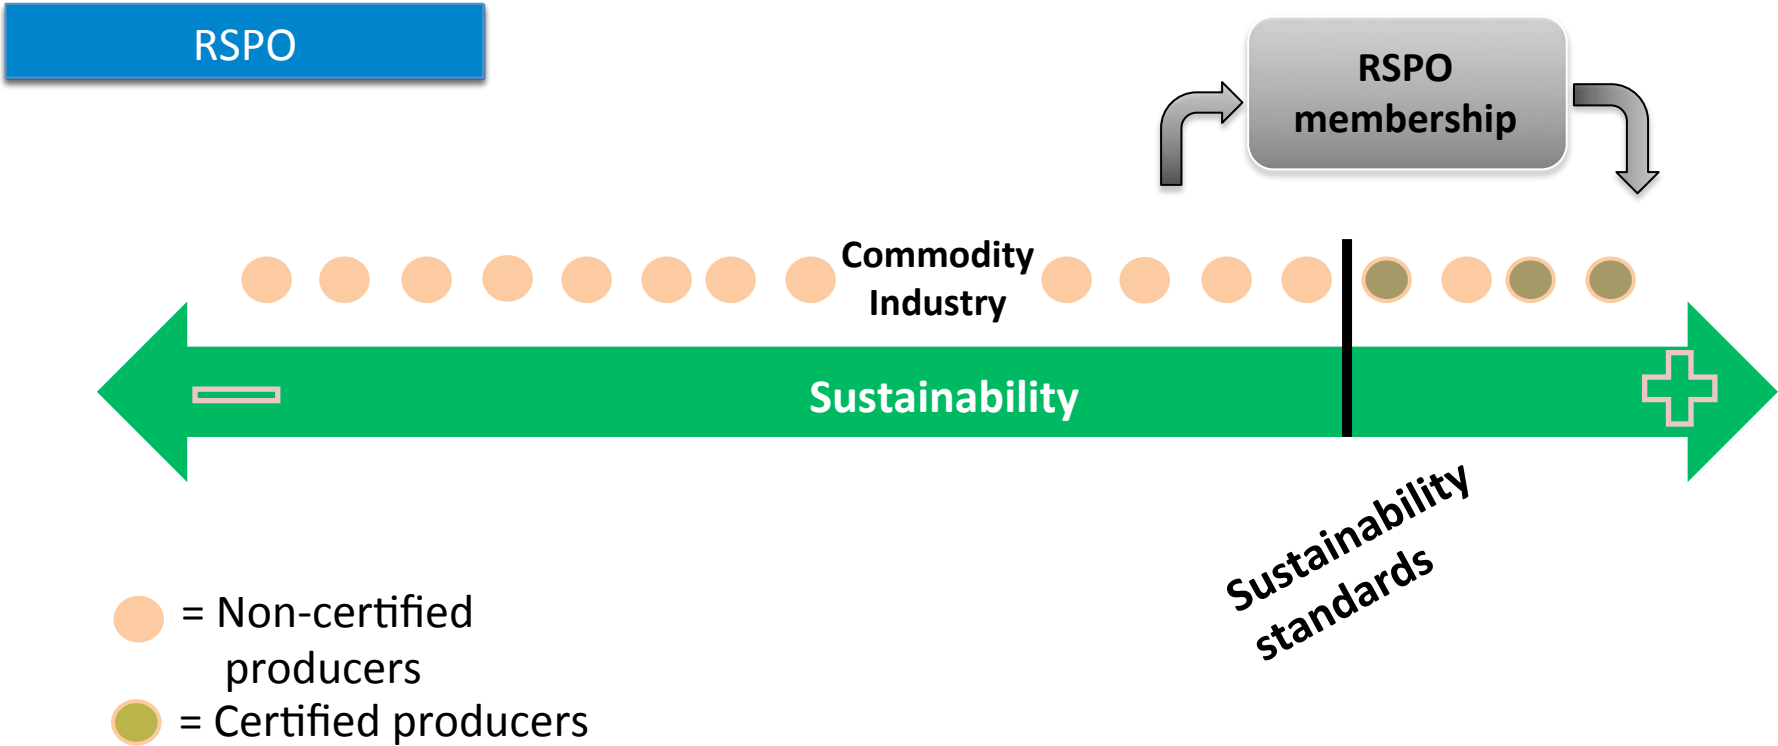 RSPO
RSPO
membership
Commodity
Industry
Sustainability
Sustainability
standards
= Non-certified
producers
= Certified producers